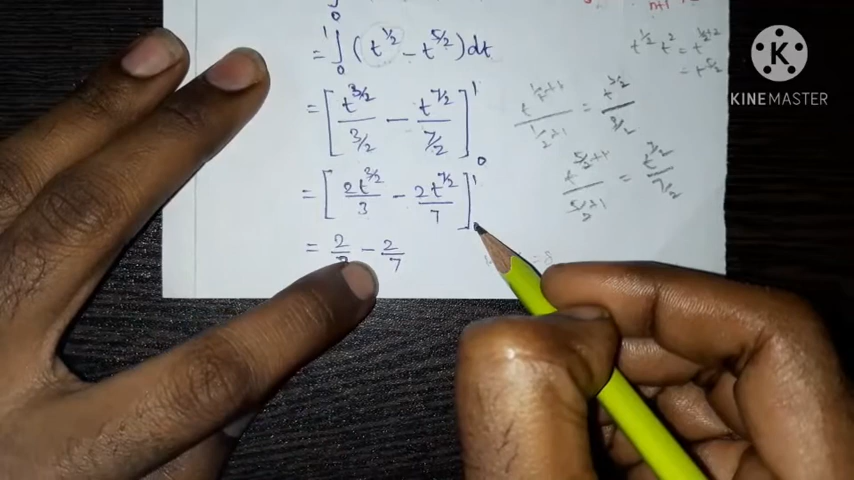 = ∫₀¹ (t^{1/2} - t^{5/2}) dt
= [ t^{3/2} / (3/2) - t^{7/2} / (7/2) ]₀¹
= [ 2t^{3/2} / 3 - 2t^{7/2} / 7 ]₀¹
= 2/3 - 2/7
t^{1/2} t^2 = t^{1/2+2}
= t^{5/2}
t^{1/2+1} / (1/2+1) = t^{3/2} / (3/2)
t^{5/2+1} / (5/2+1) = t^{7/2} / (7/2)
KINEMASTER